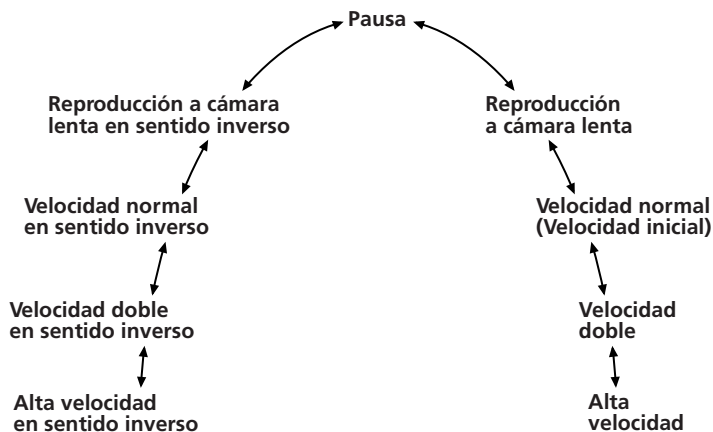 Pausa
Reproducción a cámara
lenta en sentido inverso
Reproducción
a cámara lenta
Velocidad normal
en sentido inverso
Velocidad normal
(Velocidad inicial)
Velocidad doble
en sentido inverso
Velocidad
doble
Alta velocidad
en sentido inverso
Alta
velocidad